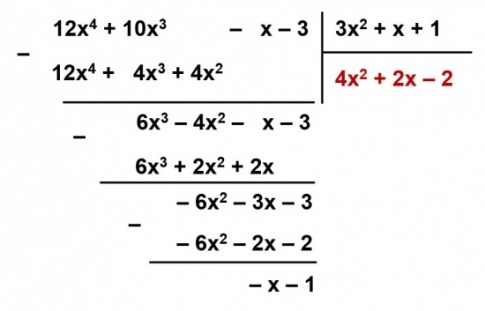 12x⁴ + 10x³ – x – 3 3x² + x + 1
–
12x⁴ + 4x³ + 4x² 4x² + 2x – 2
6x³ – 4x² – x – 3
–
6x³ + 2x² + 2x
– 6x² – 3x – 3
–
– 6x² – 2x – 2
– x – 1